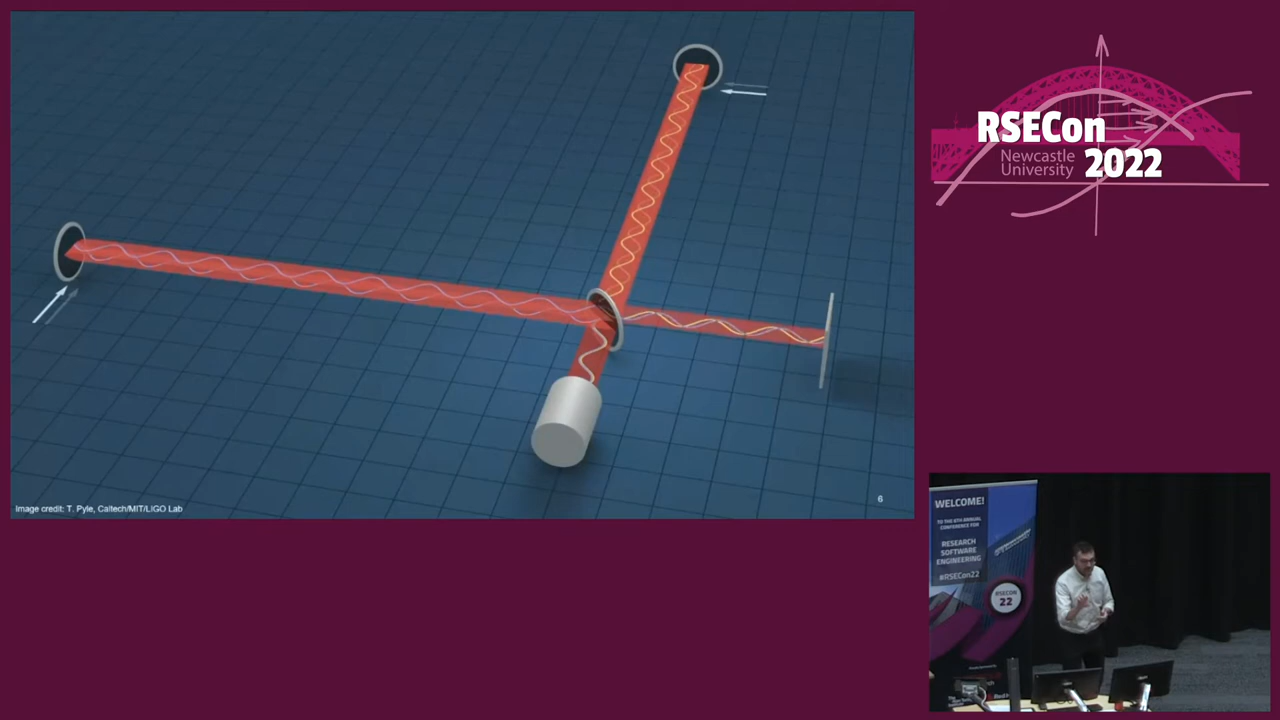 6
Image credit: T. Pyle, Caltech/MIT/LIGO Lab
RSECon
Newcastle
University
2022
WELCOME!
TO THE 6TH ANNUAL
CONFERENCE FOR
RESEARCH
SOFTWARE
ENGINEERING
#RSECon22
RSECON
22